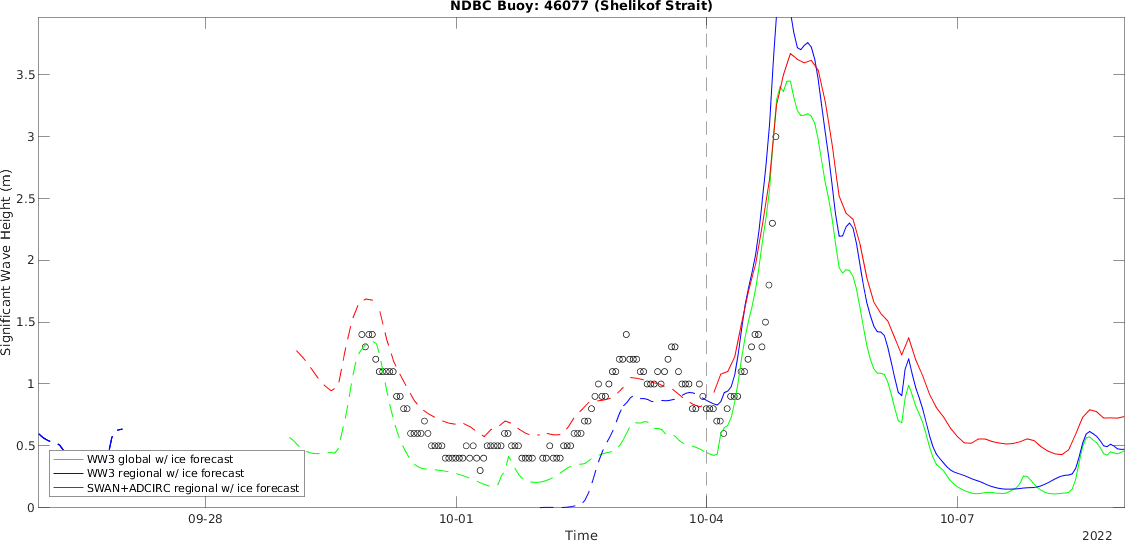 NDBC Buoy: 46077 (Shelikof Strait)
Significant Wave Height (m)
3.5
3
2.5
2
1.5
1
0.5
0
WW3 global w/ ice forecast
WW3 regional w/ ice forecast
SWAN+ADCIRC regional w/ ice forecast
09-28
10-01
10-04
10-07
Time
2022